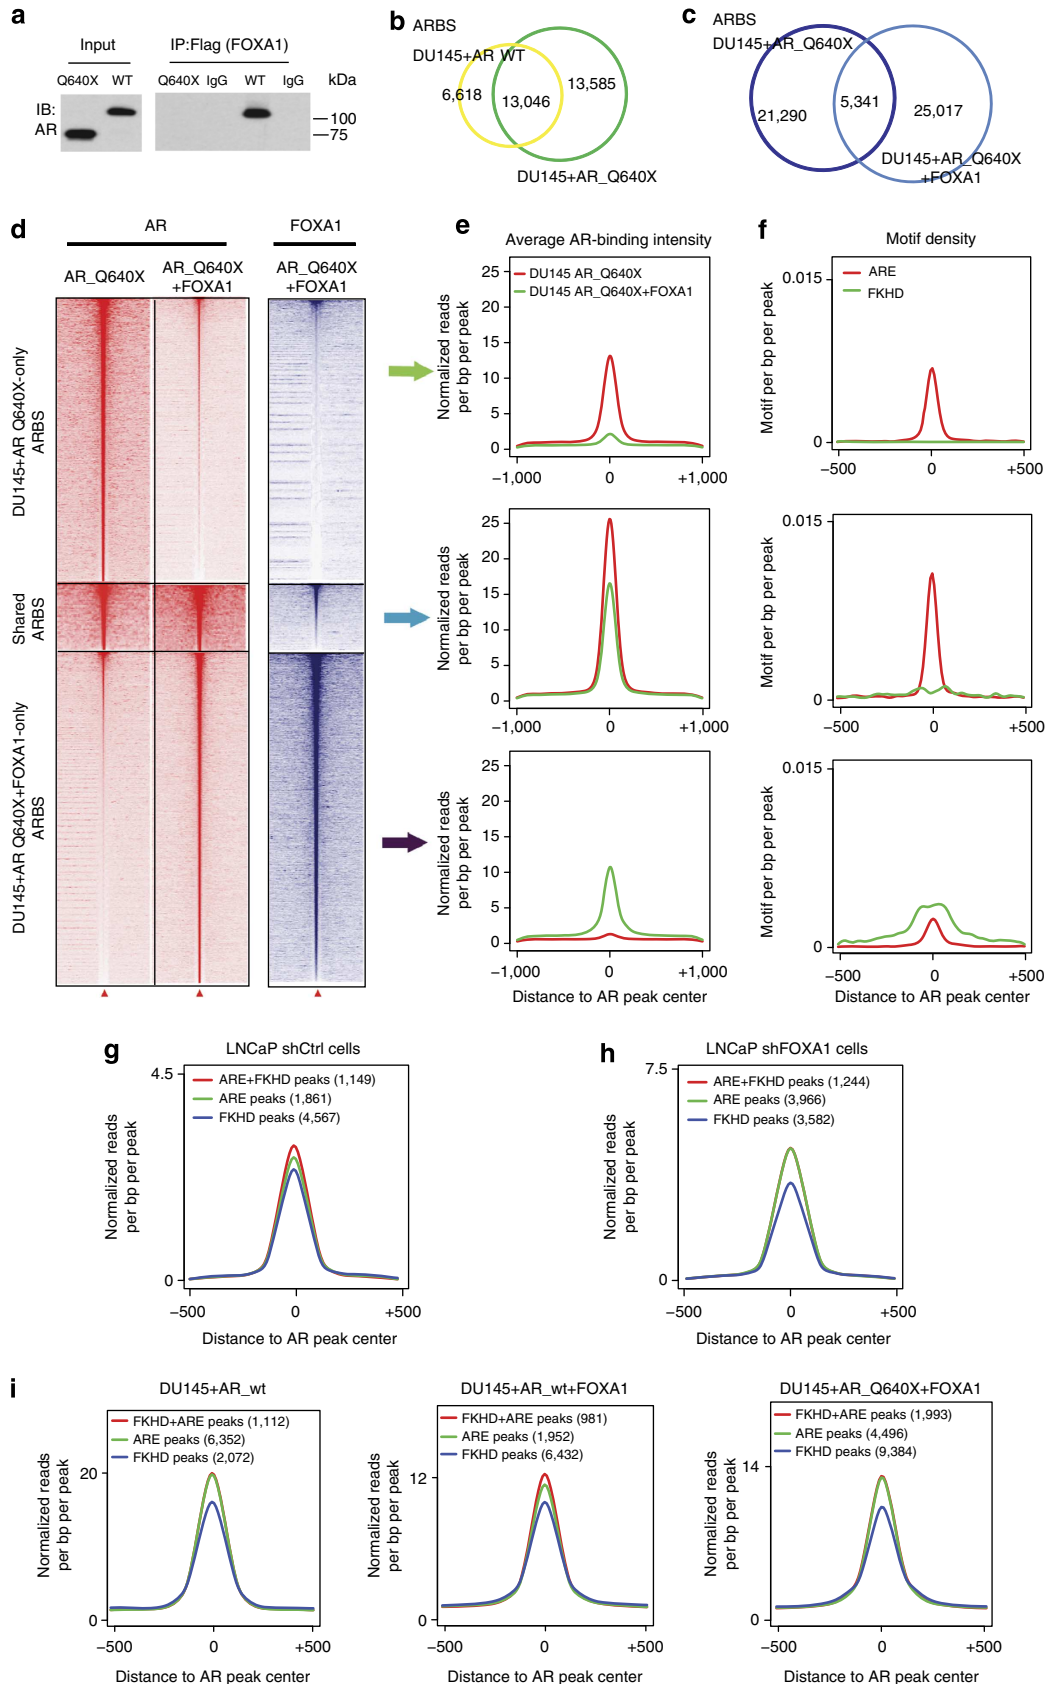 a
Input
IP:Flag (FOXA1)
Q640X WT
Q640X IgG WT IgG kDa
IB:
AR
100
75
b
ARBS
DU145+AR WT
6,618
13,046
13,585
DU145+AR_Q640X
c
ARBS
DU145+AR_Q640X
21,290
5,341
25,017
DU145+AR_Q640X
+FOXA1
d
AR
FOXA1
AR_Q640X
AR_Q640X
+FOXA1
AR_Q640X
+FOXA1
DU145+AR Q640X-only
ARBS
Shared
ARBS
DU145+AR Q640X+FOXA1-only
ARBS
e
Average AR-binding intensity
DU145 AR_Q640X
DU145 AR_Q640X+FOXA1
Normalized reads
per bp per peak
25
20
15
10
5
0
−1,000 0 +1,000
Normalized reads
per bp per peak
25
20
15
10
5
0
−1,000 0 +1,000
Normalized reads
per bp per peak
25
20
15
10
5
0
−1,000 0 +1,000
Distance to AR peak center
f
Motif density
ARE
FKHD
Motif per bp per peak
0.015
0
−500 0 +500
Motif per bp per peak
0.015
0
−500 0 +500
Motif per bp per peak
0.015
0
−500 0 +500
Distance to AR peak center
g
LNCaP shCtrl cells
ARE+FKHD peaks (1,149)
ARE peaks (1,861)
FKHD peaks (4,567)
Normalized reads
per bp per peak
4.5
0
−500 0 +500
Distance to AR peak center
h
LNCaP shFOXA1 cells
ARE+FKHD peaks (1,244)
ARE peaks (3,966)
FKHD peaks (3,582)
Normalized reads
per bp per peak
7.5
0
−500 0 +500
Distance to AR peak center
i
DU145+AR_wt
FKHD+ARE peaks (1,112)
ARE peaks (6,352)
FKHD peaks (2,072)
Normalized reads
per bp per peak
20
0
−500 0 +500
Distance to AR peak center
DU145+AR_wt+FOXA1
FKHD+ARE peaks (981)
ARE peaks (1,952)
FKHD peaks (6,432)
Normalized reads
per bp per peak
12
0
−500 0 +500
Distance to AR peak center
DU145+AR_Q640X+FOXA1
FKHD+ARE peaks (1,993)
ARE peaks (4,496)
FKHD peaks (9,384)
Normalized reads
per bp per peak
14
0
−500 0 +500
Distance to AR peak center